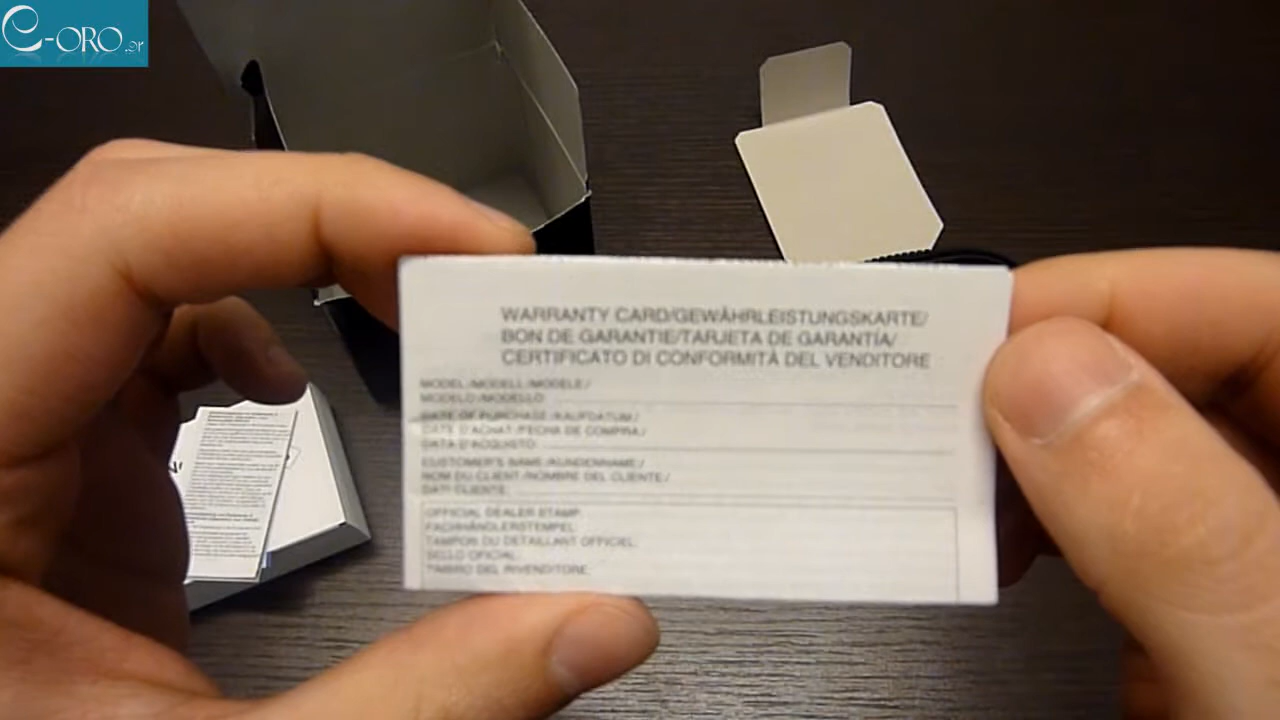 e-ORO.gr
WARRANTY CARD/GEWÄHRLEISTUNGSKARTE/
BON DE GARANTIE/TARJETA DE GARANTÍA/
CERTIFICATO DI CONFORMITÀ DEL VENDITORE
MODEL/MODELL/MODÈLE/
MODELO/MODELLO
DATE OF PURCHASE/KAUFDATUM/
DATE D'ACHAT/FECHA DE COMPRA/
DATA D'ACQUISTO
CUSTOMER'S NAME/KUNDENNAME/
NOM DU CLIENT/NOMBRE DEL CLIENTE/
DATI CLIENTE
OFFICIAL DEALER STAMP:
FACHHÄNDLERSTEMPEL:
TAMPON DU DÉTAILLANT OFFICIEL:
SELLO OFICIAL:
TIMBRO DEL RIVENDITORE: